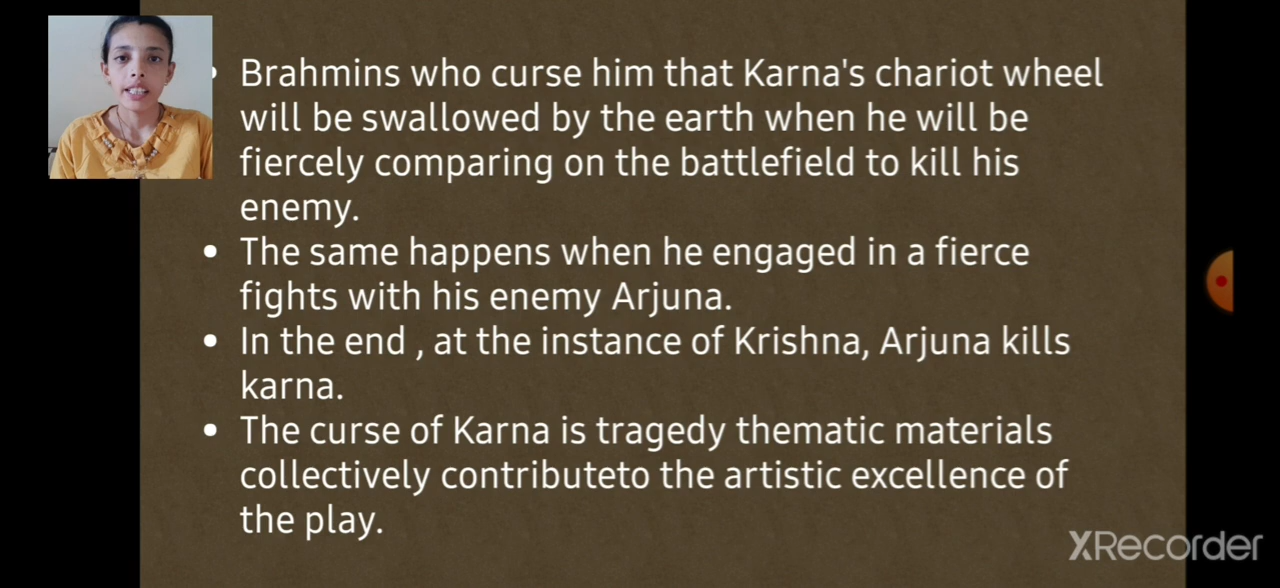 Brahmins who curse him that Karna's chariot wheel
will be swallowed by the earth when he will be
fiercely comparing on the battlefield to kill his
enemy.
• The same happens when he engaged in a fierce
fights with his enemy Arjuna.
• In the end , at the instance of Krishna, Arjuna kills
karna.
• The curse of Karna is tragedy thematic materials
collectively contributeto the artistic excellence of
the play.
XRecorder